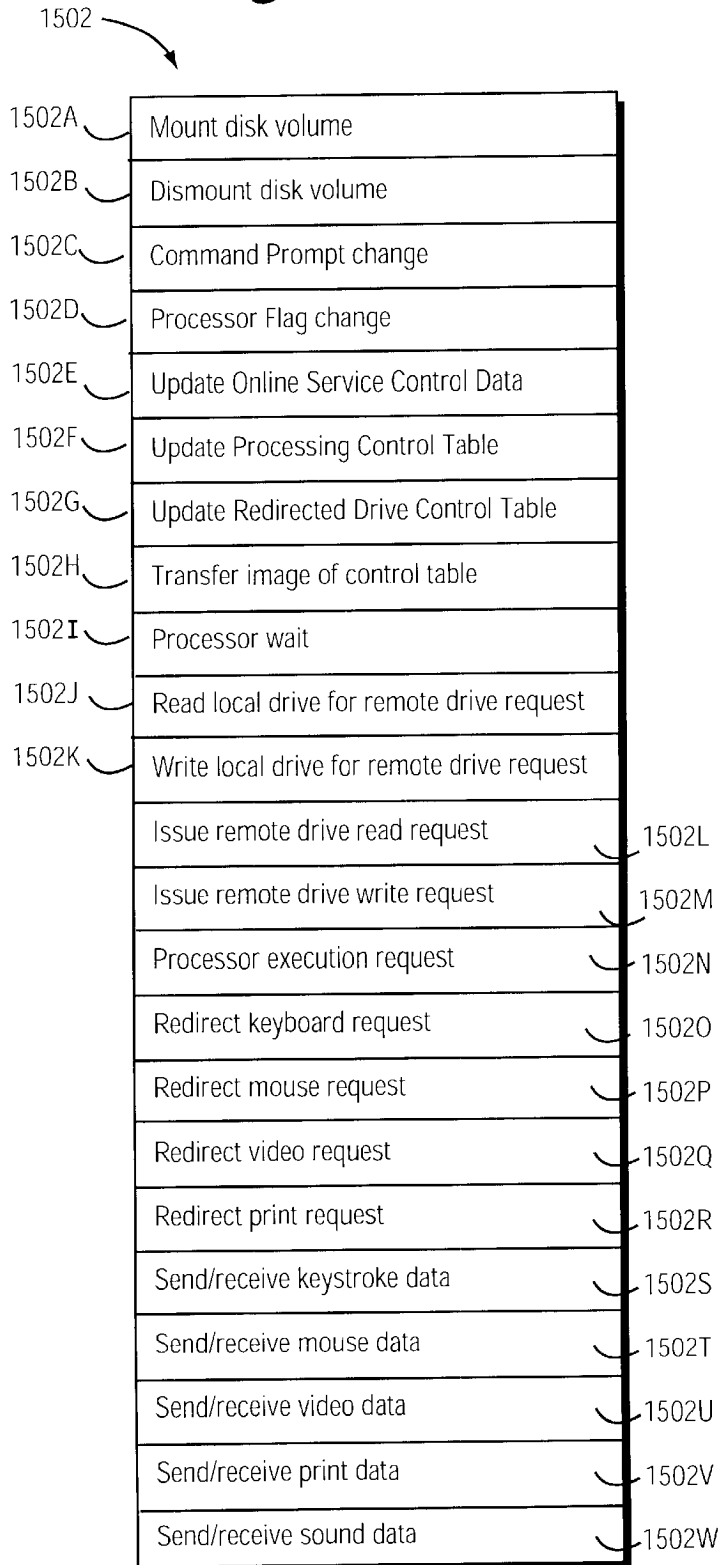 1502
1502A Mount disk volume
1502B Dismount disk volume
1502C Command Prompt change
1502D Processor Flag change
1502E Update Online Service Control Data
1502F Update Processing Control Table
1502G Update Redirected Drive Control Table
1502H Transfer image of control table
1502I Processor wait
1502J Read local drive for remote drive request
1502K Write local drive for remote drive request
Issue remote drive read request 1502L
Issue remote drive write request 1502M
Processor execution request 1502N
Redirect keyboard request 1502O
Redirect mouse request 1502P
Redirect video request 1502Q
Redirect print request 1502R
Send/receive keystroke data 1502S
Send/receive mouse data 1502T
Send/receive video data 1502U
Send/receive print data 1502V
Send/receive sound data 1502W